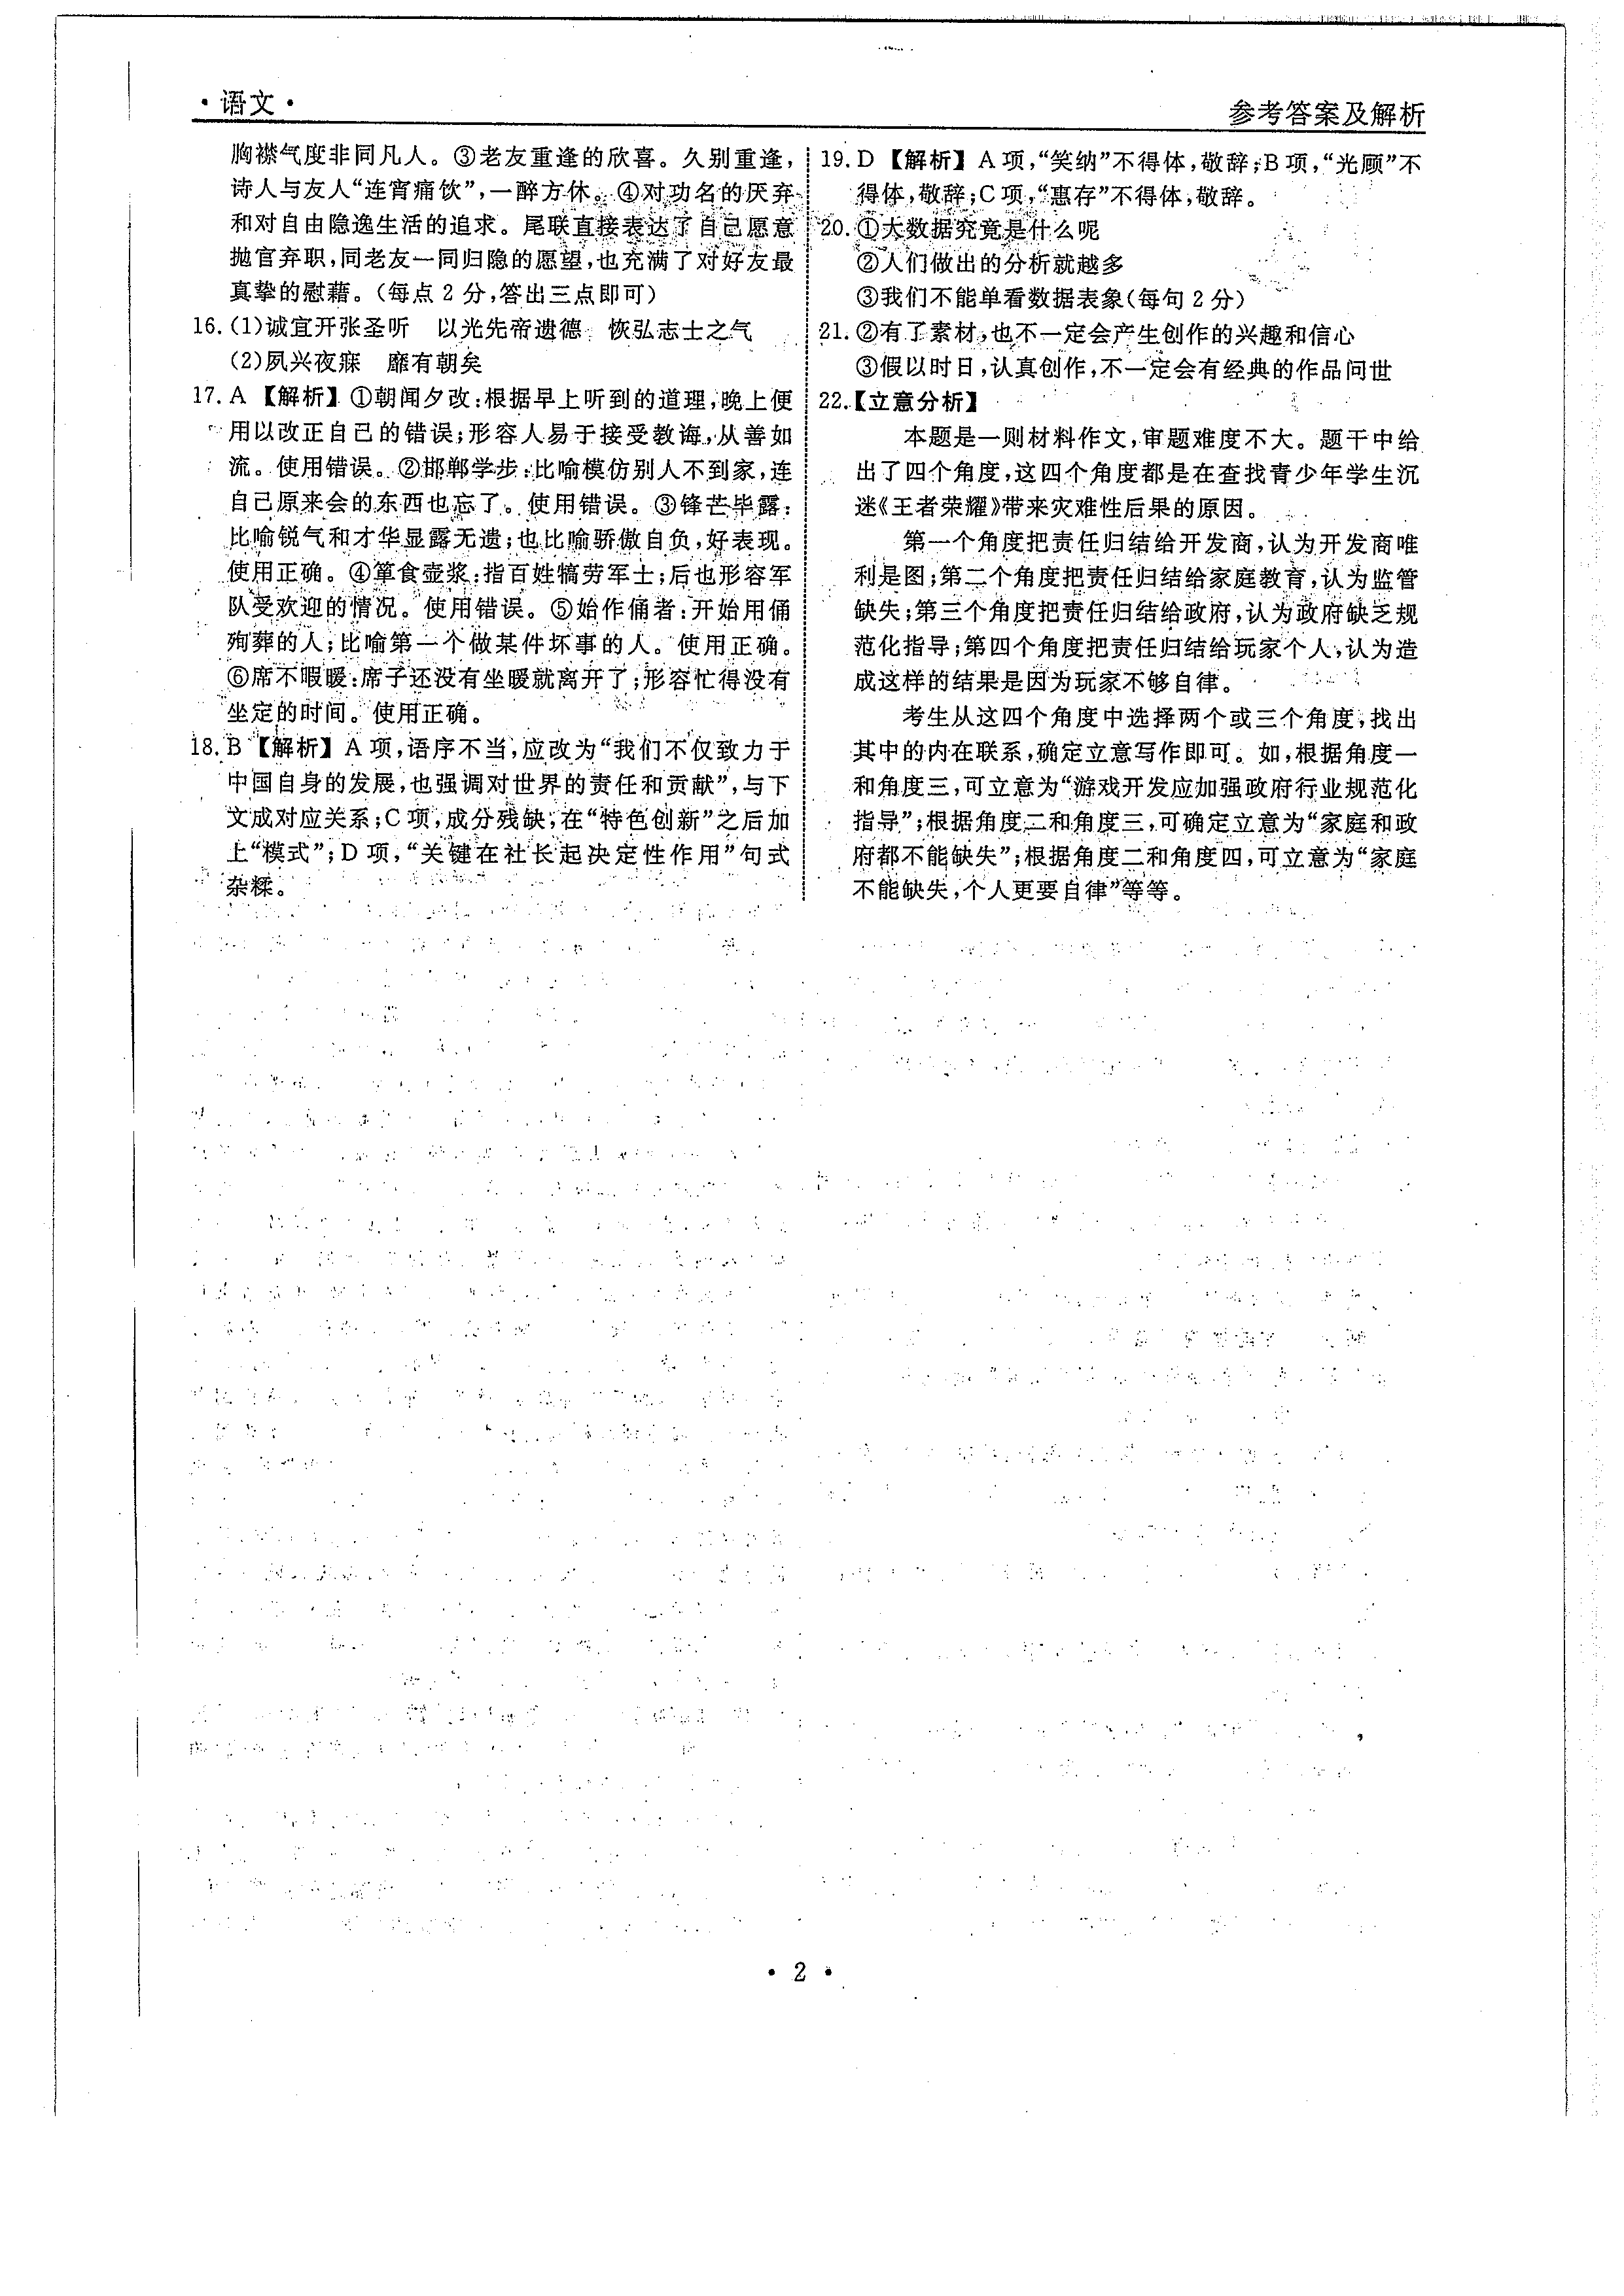 ·语文·
参考答案及解析
胸襟气度非同凡人。③老友重逢的欣喜。久别重逢，
诗人与友人“连宵痛饮”，一醉方休。④对功名的厌弃
和对自由隐逸生活的追求。尾联直接表达了自己愿意
抛官弃职，同老友一同归隐的愿望，也充满了对好友最
真挚的慰藉。（每点2分，答出三点即可）
16.(1)诚宜开张圣听　以光先帝遗德　恢弘志士之气
(2)夙兴夜寐　靡有朝矣
17.A【解析】①朝闻夕改：根据早上听到的道理，晚上便
用以改正自己的错误；形容人易于接受教诲，从善如
流。使用错误。②邯郸学步：比喻模仿别人不到家，连
自己原来会的东西也忘了。使用错误。③锋芒毕露：
比喻锐气和才华显露无遗；也比喻骄傲自负，好表现。
使用正确。④箪食壶浆：指百姓犒劳军士；后也形容军
队受欢迎的情况。使用错误。⑤始作俑者：开始用俑
殉葬的人；比喻第一个做某件坏事的人。使用正确。
⑥席不暇暖：席子还没有坐暖就离开了；形容忙得没有
坐定的时间。使用正确。
18.B【解析】A项，语序不当，应改为“我们不仅致力于
中国自身的发展，也强调对世界的责任和贡献”，与下
文成对应关系；C项，成分残缺，在“特色创新”之后加
上“模式”；D项，“关键在社长起决定性作用”句式
杂糅。
19.D【解析】A项，“笑纳”不得体，敬辞；B项，“光顾”不
得体，敬辞；C项，“惠存”不得体，敬辞。
20.①大数据究竟是什么呢
②人们做出的分析就越多
③我们不能单看数据表象（每句2分）
21.②有了素材，也不一定会产生创作的兴趣和信心
③假以时日，认真创作，不一定会有经典的作品问世
22.【立意分析】
本题是一则材料作文，审题难度不大。题干中给
出了四个角度，这四个角度都是在查找青少年学生沉
迷《王者荣耀》带来灾难性后果的原因。
第一个角度把责任归结给开发商，认为开发商唯
利是图；第二个角度把责任归结给家庭教育，认为监管
缺失；第三个角度把责任归结给政府，认为政府缺乏规
范化指导；第四个角度把责任归结给玩家个人，认为造
成这样的结果是因为玩家不够自律。
考生从这四个角度中选择两个或三个角度，找出
其中的内在联系，确定立意写作即可。如，根据角度一
和角度三，可立意为“游戏开发应加强政府行业规范化
指导”；根据角度二和角度三，可确定立意为“家庭和政
府都不能缺失”；根据角度二和角度四，可立意为“家庭
不能缺失，个人更要自律”等等。
·2·